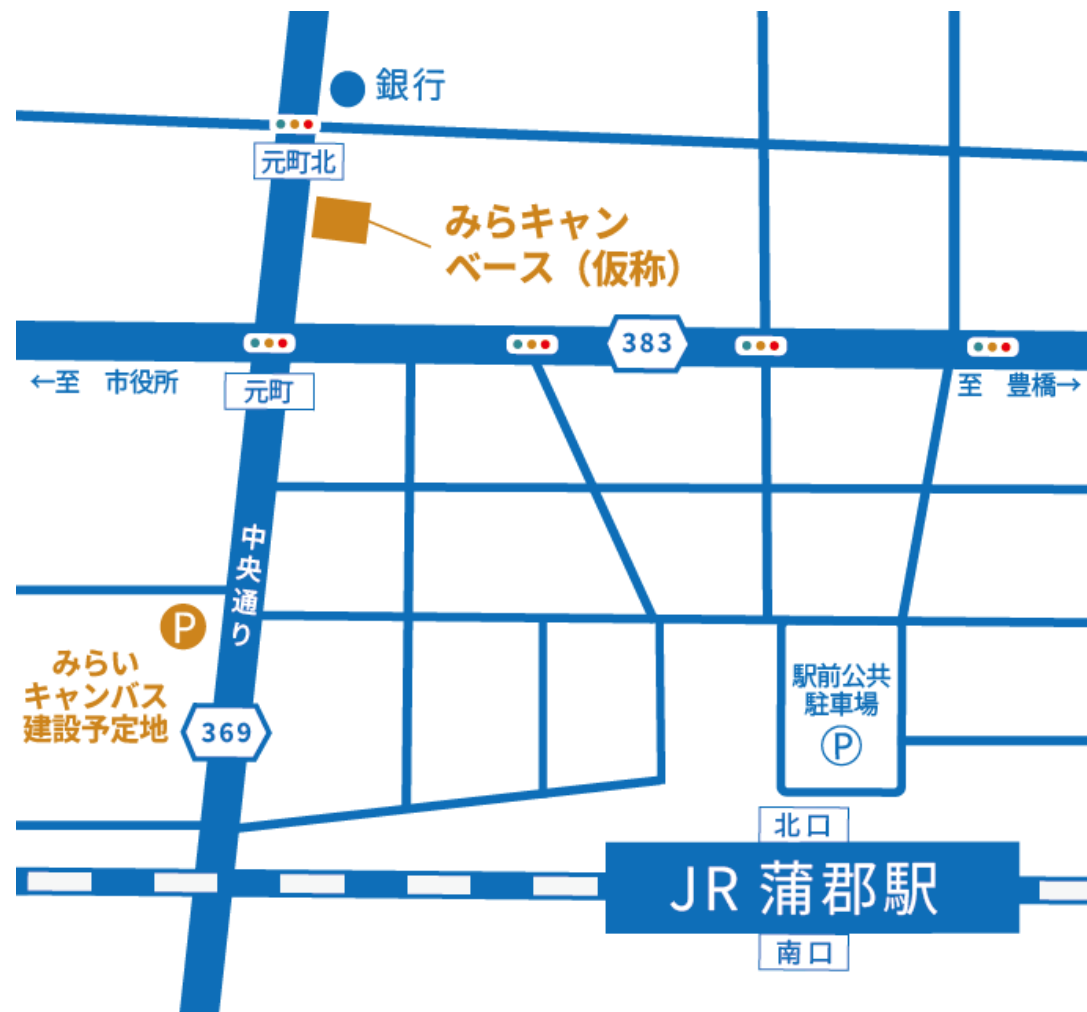 銀行
元町北
みらキャン
ベース（仮称）
383
←至　市役所
元町
至　豊橋→
中央通り
P
みらい
キャンバス
建設予定地
369
駅前公共
駐車場
P
北口
JR 蒲郡駅
南口